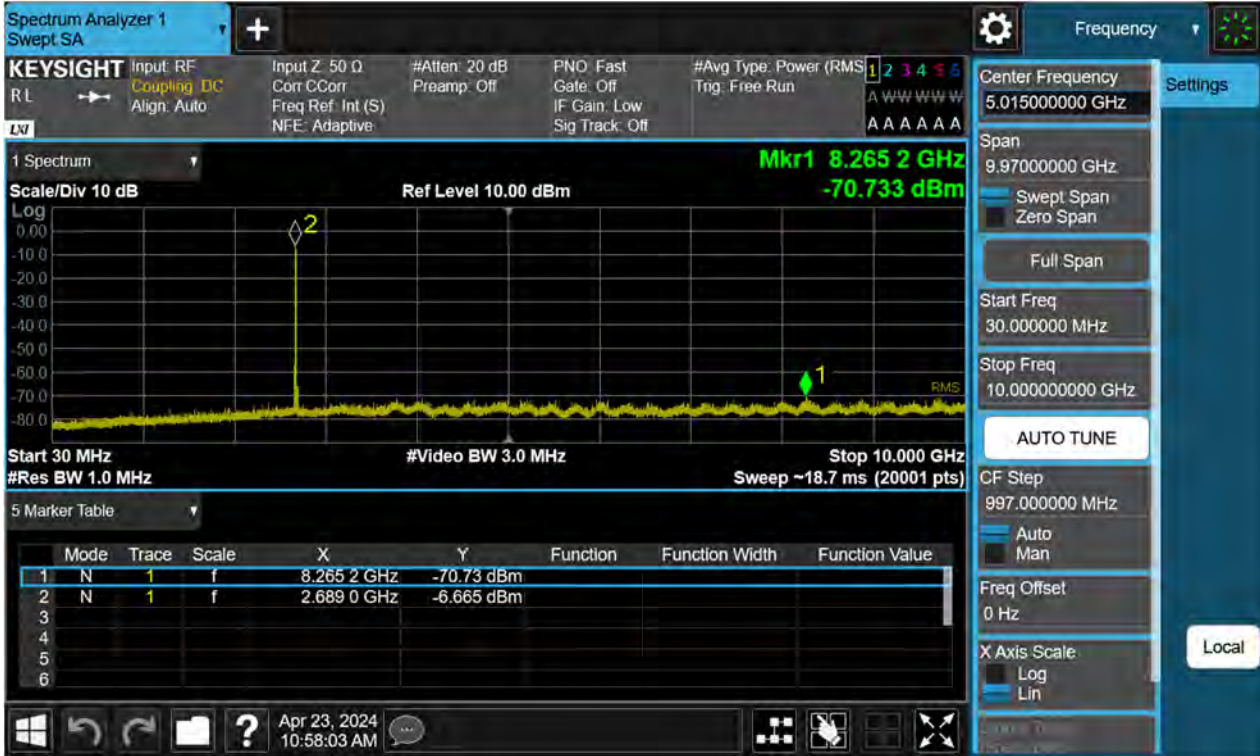 Spectrum Analyzer 1
Swept SA
+
Frequency
KEYSIGHT
R L
LXI
Input: RF
Coupling: DC
Align: Auto
Input Z: 50 Ω
Corr CCorr
Freq Ref: Int (S)
NFE: Adaptive
#Atten: 20 dB
Preamp: Off
PNO: Fast
Gate: Off
IF Gain: Low
Sig Track: Off
#Avg Type: Power (RMS
Trig: Free Run
1 2 3 4 5 6
A W W W W W
A A A A A A
1 Spectrum
Scale/Div 10 dB
Ref Level 10.00 dBm
Mkr1 8.265 2 GHz
-70.733 dBm
Log
0.00
-10.0
-20.0
-30.0
-40.0
-50.0
-60.0
-70.0
-80.0
2
1
RMS
Start 30 MHz
#Video BW 3.0 MHz
Stop 10.000 GHz
#Res BW 1.0 MHz
Sweep ~18.7 ms (20001 pts)
5 Marker Table
Mode Trace Scale X Y Function Function Width Function Value
1 N 1 f 8.265 2 GHz -70.73 dBm
2 N 1 f 2.689 0 GHz -6.665 dBm
3
4
5
6
Apr 23, 2024
10:58:03 AM
Center Frequency
5.015000000 GHz
Settings
Span
9.97000000 GHz
Swept Span
Zero Span
Full Span
Start Freq
30.000000 MHz
Stop Freq
10.000000000 GHz
AUTO TUNE
CF Step
997.000000 MHz
Auto
Man
Freq Offset
0 Hz
X Axis Scale
Log
Lin
Local